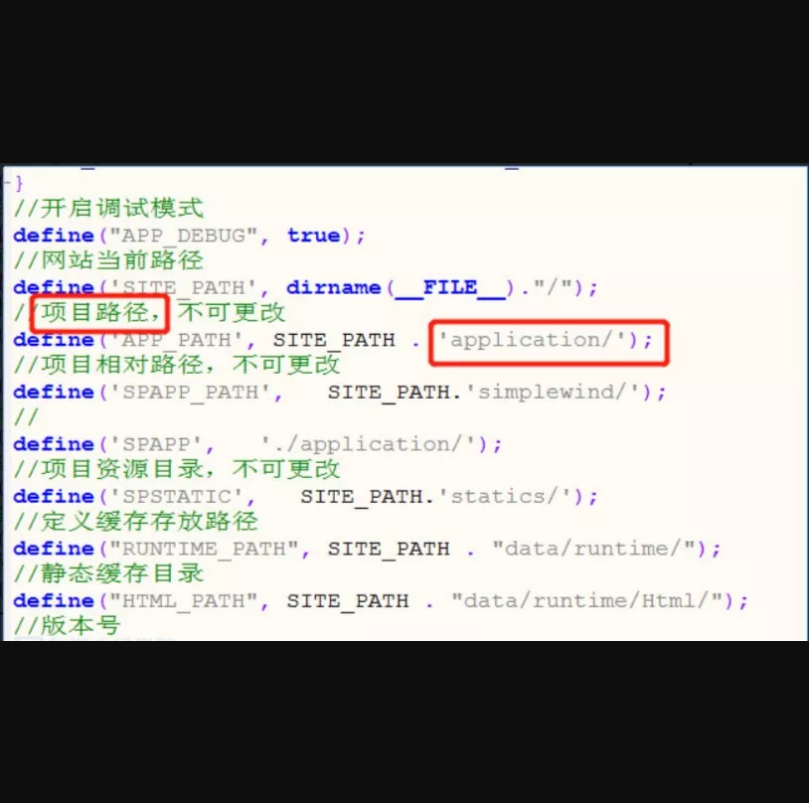 }
//开启调试模式
define("APP_DEBUG", true);
//网站当前路径
define('SITE_PATH', dirname(__FILE__)."/");
//项目路径，不可更改
define('APP_PATH', SITE_PATH . 'application/');
//项目相对路径，不可更改
define('SPAPP_PATH',   SITE_PATH.'simplewind/');
//
define('SPAPP',   './application/');
//项目资源目录，不可更改
define('SPSTATIC',   SITE_PATH.'statics/');
//定义缓存存放路径
define("RUNTIME_PATH", SITE_PATH . "data/runtime/");
//静态缓存目录
define("HTML_PATH", SITE_PATH . "data/runtime/Html/");
//版本号